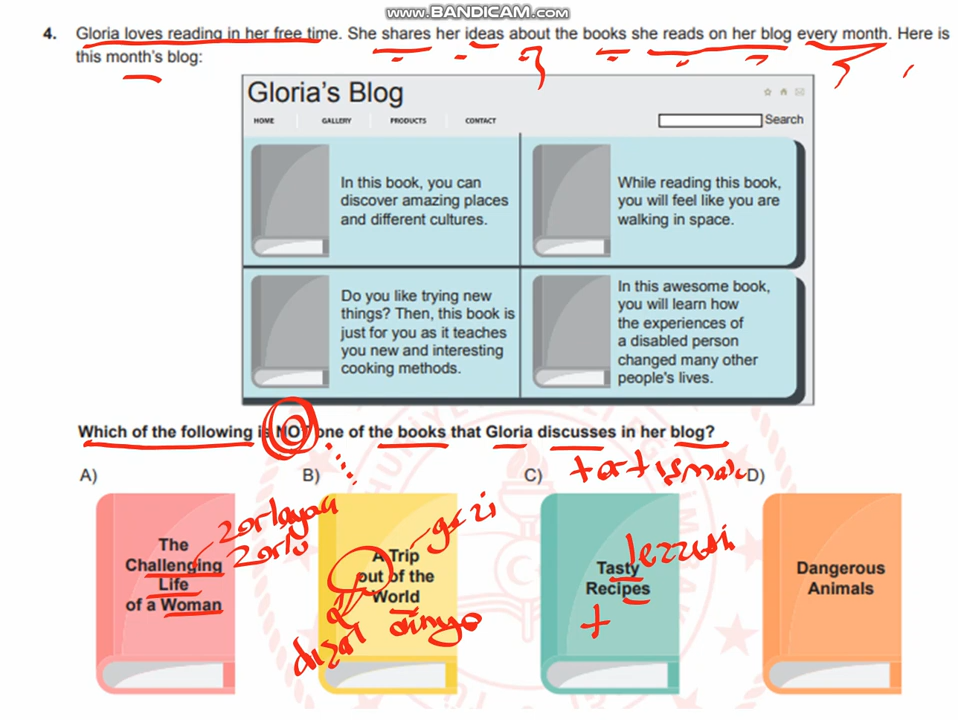 www.BANDICAM.com
4. Gloria loves reading in her free time. She shares her ideas about the books she reads on her blog every month. Here is
this month's blog:
Gloria's Blog
HOME GALLERY PRODUCTS CONTACT
Search
In this book, you can
discover amazing places
and different cultures.
While reading this book,
you will feel like you are
walking in space.
Do you like trying new
things? Then, this book is
just for you as it teaches
you new and interesting
cooking methods.
In this awesome book,
you will learn how
the experiences of
a disabled person
changed many other
people's lives.
Which of the following is NOT one of the books that Gloria discusses in her blog?
tartışmak
A) B) C) D)
The
Challenging
Life
of a Woman
zorlayan
zorlu
A Trip
out of the
World
gezi
dışarı
dünya
Tasty
Recipes
lezzetli
Dangerous
Animals